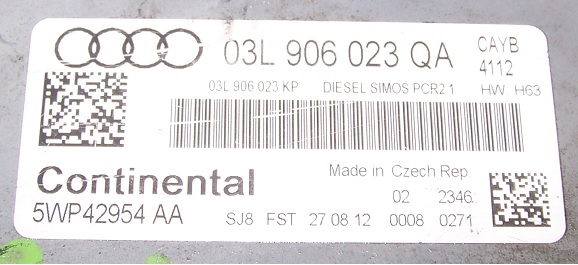 03L 906 023 QA CAYB
4112
03L 906 023 KP DIESEL SIMOS PCR2.1 HW H63
Continental
Made in Czech Rep.
02 2346
5WP42954 AA
SJ8 FST 27 08 12 0008 0271